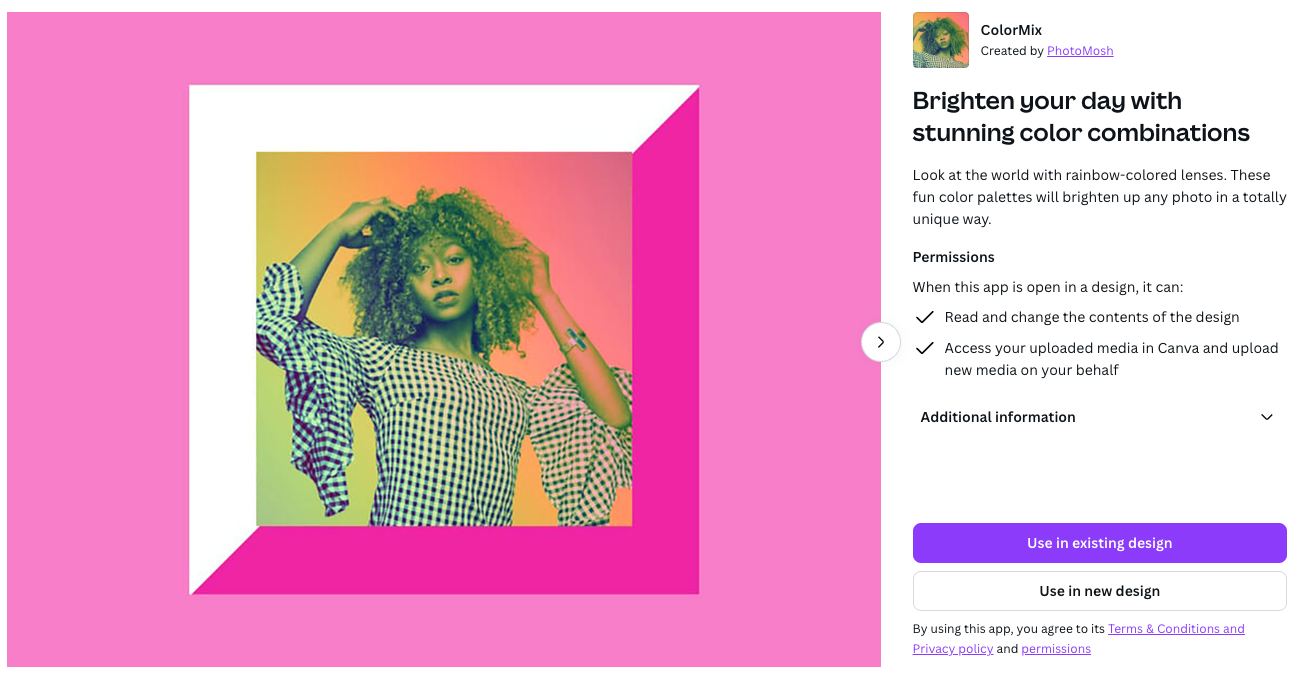 ColorMix
Created by PhotoMosh
Brighten your day with
stunning color combinations
Look at the world with rainbow-colored lenses. These
fun color palettes will brighten up any photo in a totally
unique way.
Permissions
When this app is open in a design, it can:
Read and change the contents of the design
Access your uploaded media in Canva and upload
new media on your behalf
Additional information
Use in existing design
Use in new design
By using this app, you agree to its Terms & Conditions and
Privacy policy and permissions